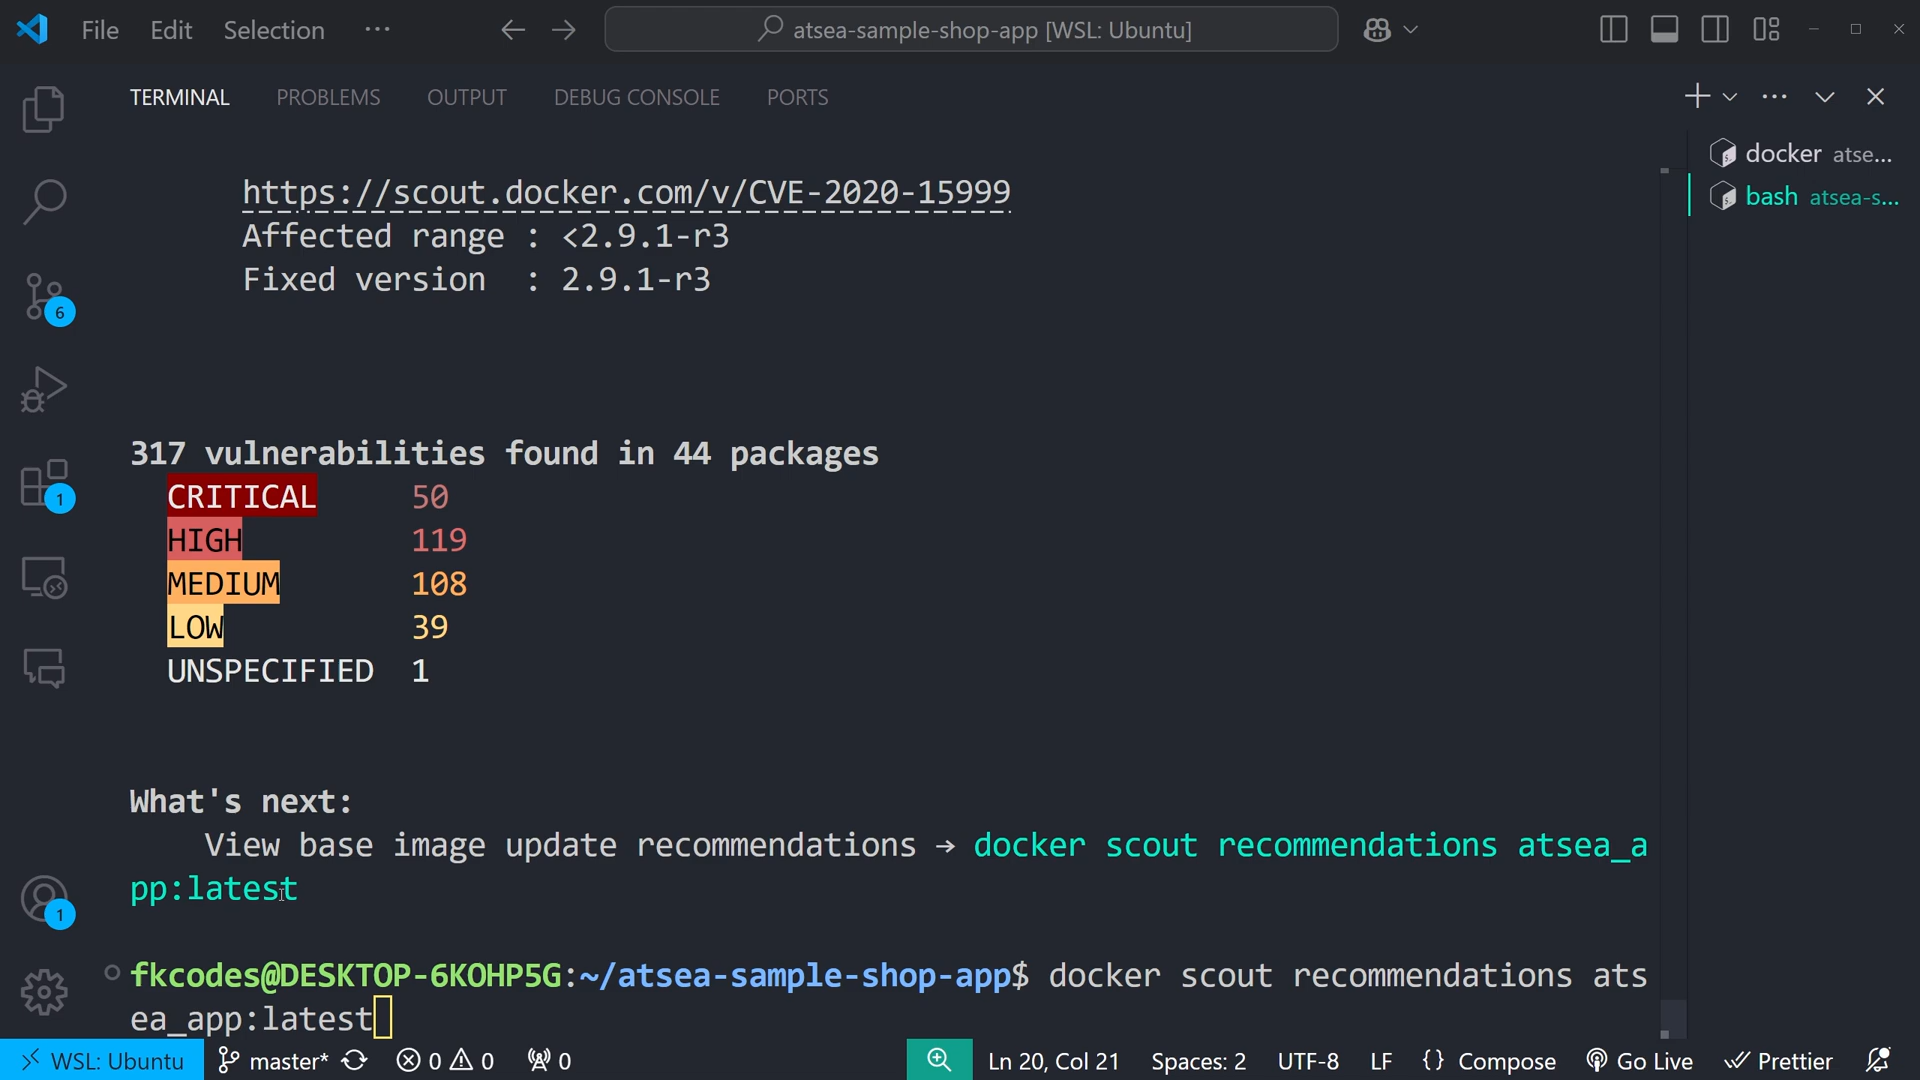 File Edit Selection ··· atsea-sample-shop-app [WSL: Ubuntu]
TERMINAL PROBLEMS OUTPUT DEBUG CONSOLE PORTS
docker atse...
bash atsea-s...
https://scout.docker.com/v/CVE-2020-15999
Affected range : <2.9.1-r3
Fixed version : 2.9.1-r3
317 vulnerabilities found in 44 packages
CRITICAL 50
HIGH 119
MEDIUM 108
LOW 39
UNSPECIFIED 1
What's next:
View base image update recommendations → docker scout recommendations atsea_a
pp:latest
fkcodes@DESKTOP-6KOHP5G:~/atsea-sample-shop-app$ docker scout recommendations ats
ea_app:latest
6
1
1
WSL: Ubuntu master* 0 0 0 Ln 20, Col 21 Spaces: 2 UTF-8 LF {} Compose Go Live Prettier